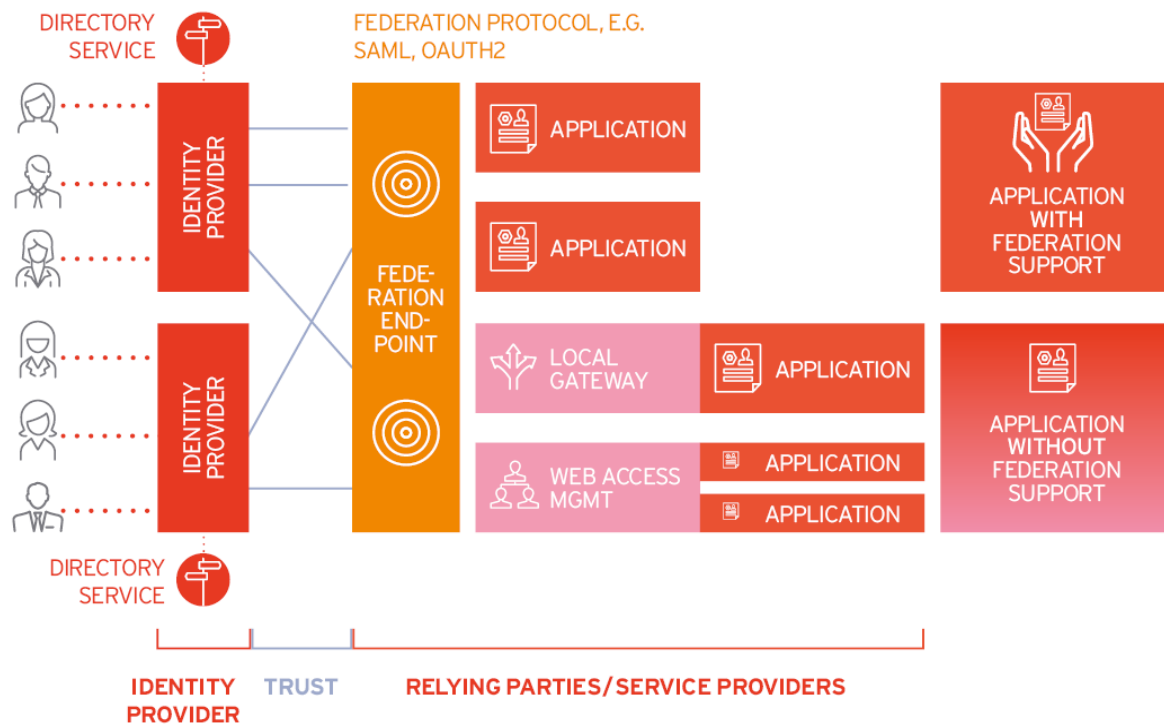 DIRECTORY
SERVICE
FEDERATION PROTOCOL, E.G.
SAML, OAUTH2
IDENTITY
PROVIDER
IDENTITY
PROVIDER
FEDE-
RATION
END-
POINT
APPLICATION
APPLICATION
LOCAL
GATEWAY
APPLICATION
WEB ACCESS
MGMT
APPLICATION
APPLICATION
APPLICATION
WITH
FEDERATION
SUPPORT
APPLICATION
WITHOUT
FEDERATION
SUPPORT
DIRECTORY
SERVICE
IDENTITY
PROVIDER
TRUST
RELYING PARTIES/SERVICE PROVIDERS